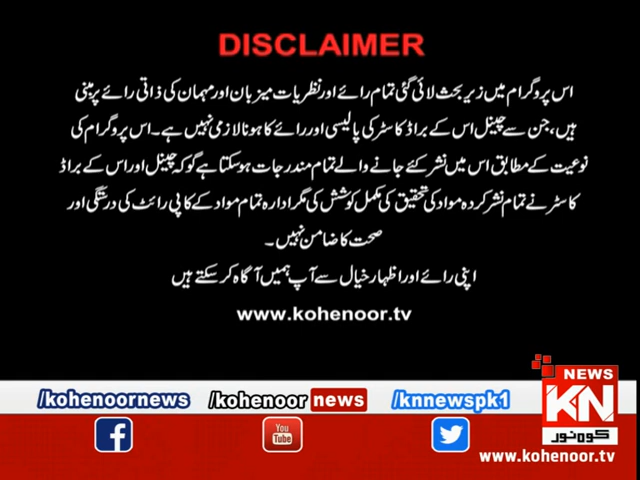 DISCLAIMER
اس پروگرام میں زیر بحث لائی گئی تمام رائے اور نظریات میزبان اور مہمان کی ذاتی رائے پر مبنی
ہیں، جن سے چینل اس کے براڈ کاسٹر کی پالیسی اور رائے کا ہونا لازمی نہیں ہے۔ اس پروگرام کی
نوعیت کے مطابق اس میں نشر کئے جانے والے تمام مندرجات ہو سکتا ہے گو کہ چینل اور اس کے براڈ
کاسٹر نے تمام نشر کردہ مواد کی تحقیق کی مکمل کوشش کی مگر ادارہ تمام مواد کے کاپی رائٹ کی درستگی اور
صحت کا ضامن نہیں۔
اپنی رائے اور اظہار خیال سے آپ ہمیں آگاہ کر سکتے ہیں
www.kohenoor.tv
/kohenoornews /kohenoor news /knnewspk1
You Tube
NEWS
KN
کوہ نور
www.kohenoor.tv